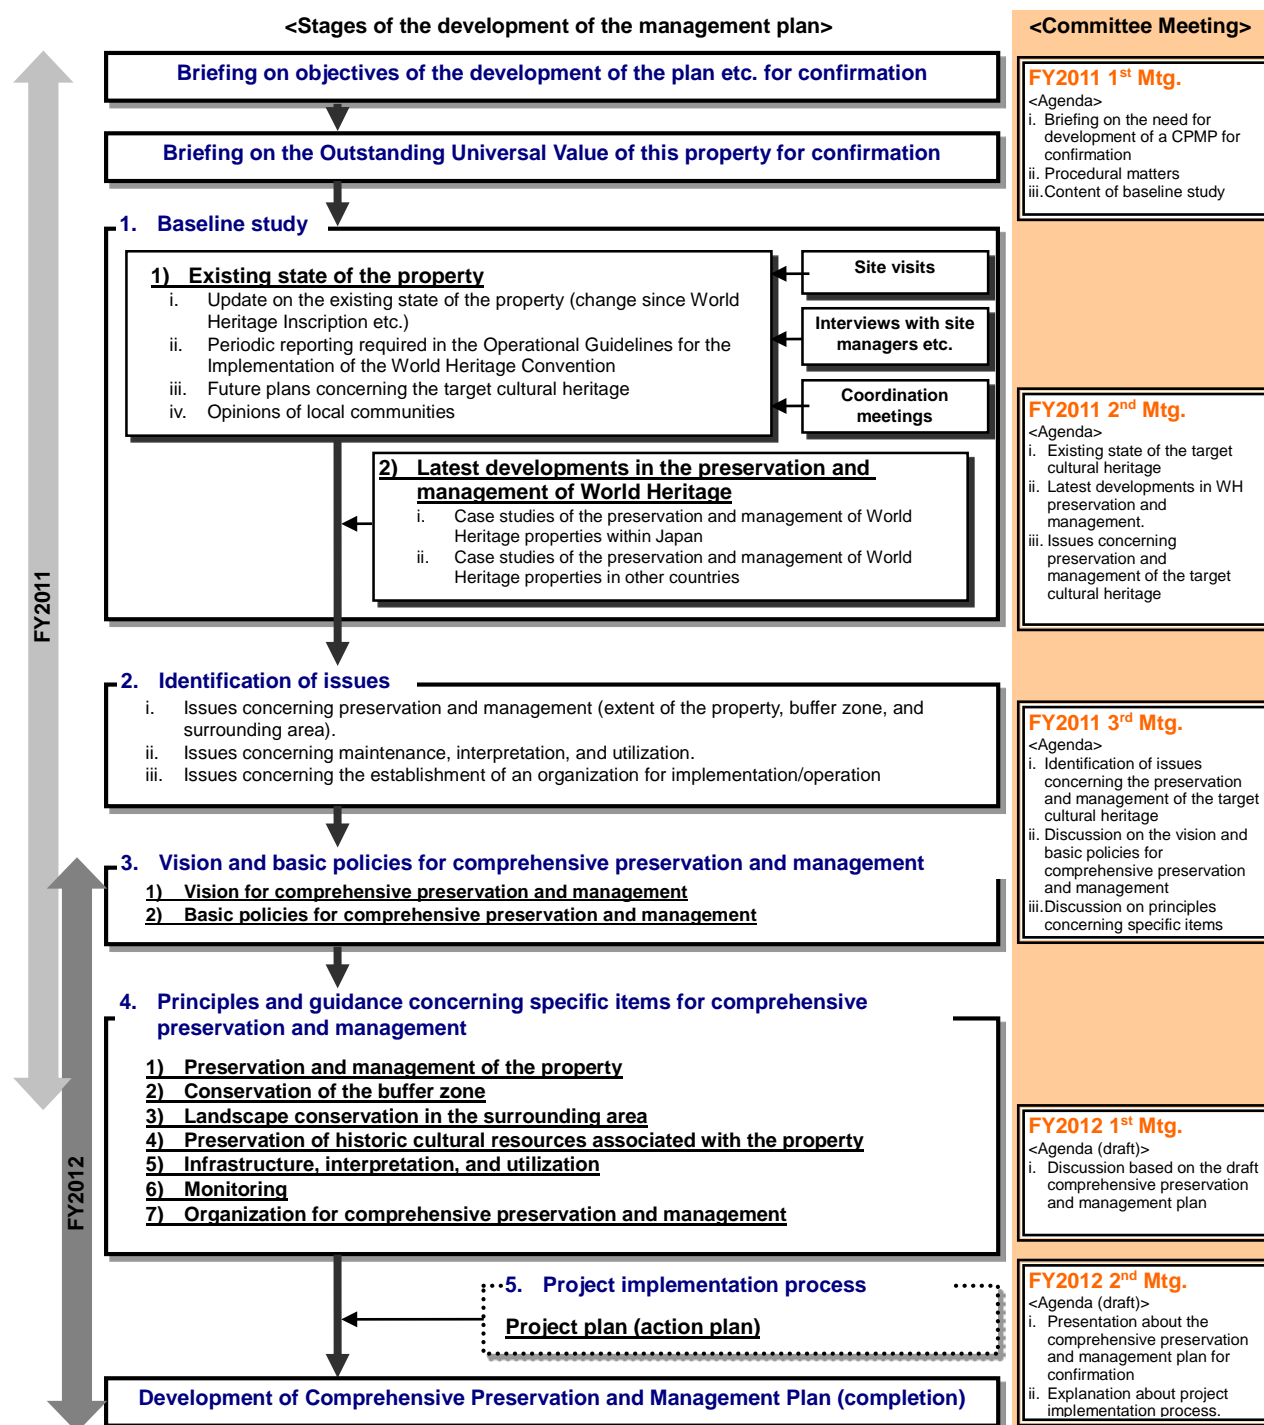 <Stages of the development of the management plan>
Briefing on objectives of the development of the plan etc. for confirmation
Briefing on the Outstanding Universal Value of this property for confirmation
1. Baseline study
1) Existing state of the property
i. Update on the existing state of the property (change since World
Heritage Inscription etc.)
ii. Periodic reporting required in the Operational Guidelines for the
Implementation of the World Heritage Convention
iii. Future plans concerning the target cultural heritage
iv. Opinions of local communities
Site visits
Interviews with site
managers etc.
Coordination
meetings
2) Latest developments in the preservation and
management of World Heritage
i. Case studies of the preservation and management of World
Heritage properties within Japan
ii. Case studies of the preservation and management of World
Heritage properties in other countries
2. Identification of issues
i. Issues concerning preservation and management (extent of the property, buffer zone, and
surrounding area).
ii. Issues concerning maintenance, interpretation, and utilization.
iii. Issues concerning the establishment of an organization for implementation/operation
3. Vision and basic policies for comprehensive preservation and management
1) Vision for comprehensive preservation and management
2) Basic policies for comprehensive preservation and management
4. Principles and guidance concerning specific items for comprehensive
preservation and management
1) Preservation and management of the property
2) Conservation of the buffer zone
3) Landscape conservation in the surrounding area
4) Preservation of historic cultural resources associated with the property
5) Infrastructure, interpretation, and utilization
6) Monitoring
7) Organization for comprehensive preservation and management
5. Project implementation process
Project plan (action plan)
Development of Comprehensive Preservation and Management Plan (completion)
FY2011
FY2012
<Committee Meeting>
FY2011 1st Mtg.
<Agenda>
i. Briefing on the need for
development of a CPMP for
confirmation
ii. Procedural matters
iii.Content of baseline study
FY2011 2nd Mtg.
<Agenda>
i. Existing state of the target
cultural heritage
ii. Latest developments in WH
preservation and
management.
iii. Issues concerning
preservation and
management of the target
cultural heritage
FY2011 3rd Mtg.
<Agenda>
i. Identification of issues
concerning the preservation
and management of the target
cultural heritage
ii. Discussion on the vision and
basic policies for
comprehensive preservation
and management
iii.Discussion on principles
concerning specific items
FY2012 1st Mtg.
<Agenda (draft)>
i. Discussion based on the draft
comprehensive preservation
and management plan
FY2012 2nd Mtg.
<Agenda (draft)>
i. Presentation about the
comprehensive preservation
and management plan for
confirmation
ii. Explanation about project
implementation process.